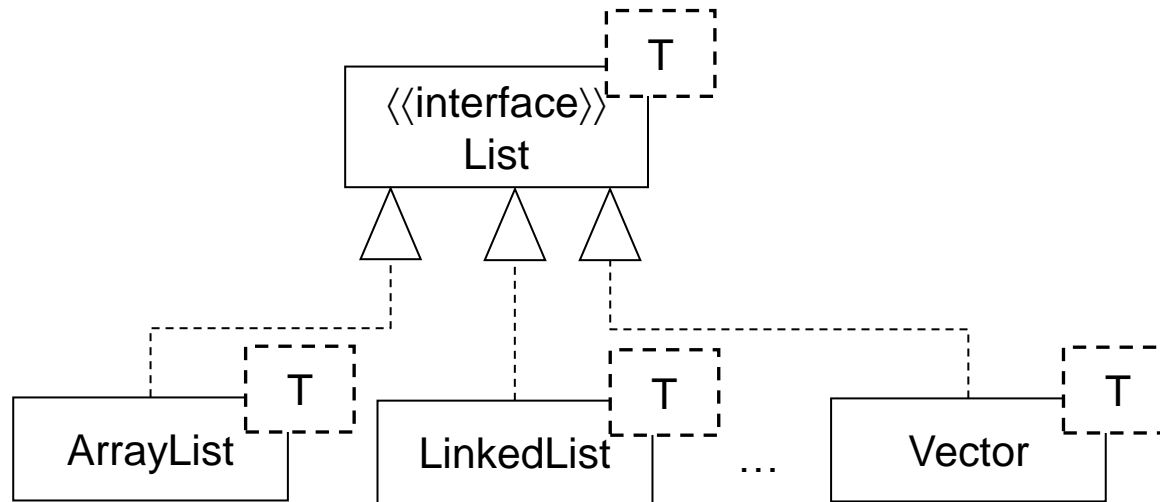 T
⟨⟨interface⟩⟩
List
T
T
T
ArrayList
LinkedList
...
Vector